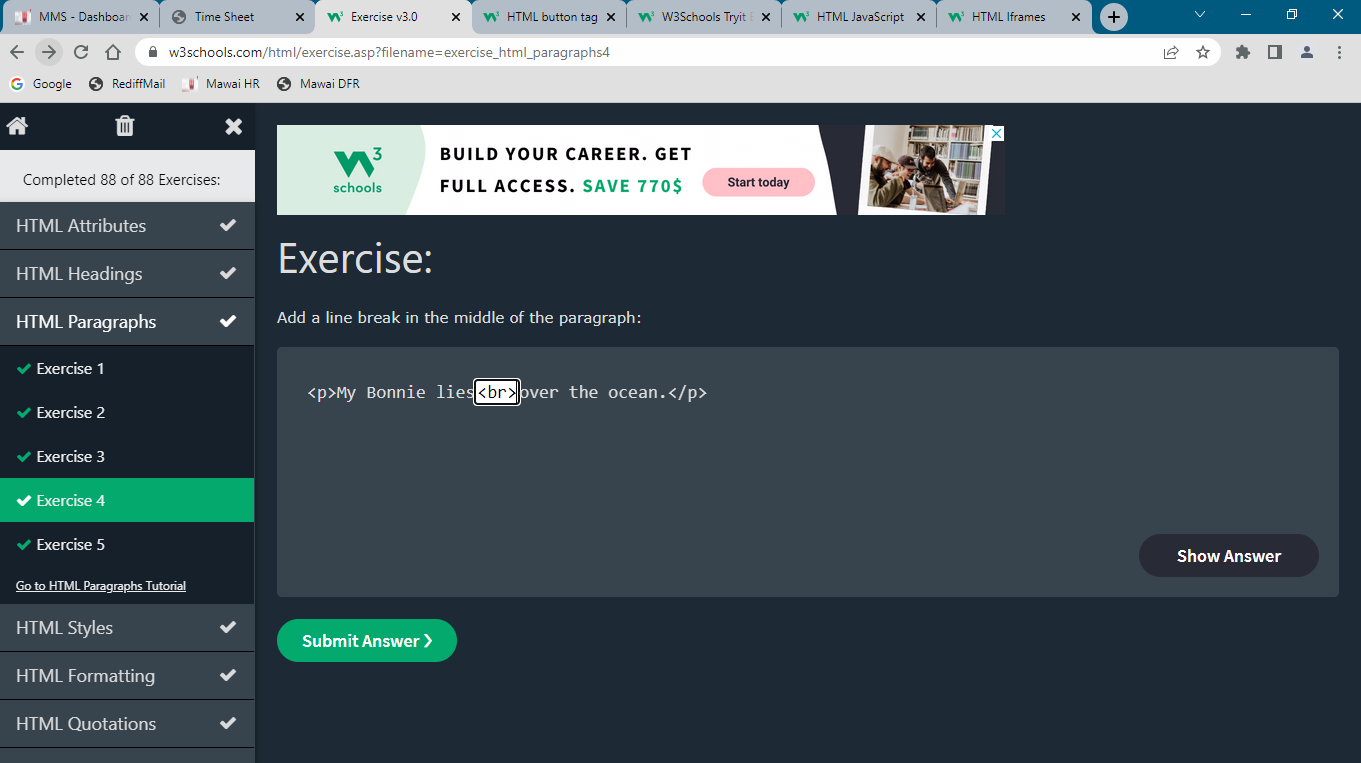 MMS - Dashboar
Time Sheet
Exercise v3.0
HTML button tag
W3Schools Tryit E
HTML JavaScript
HTML Iframes
w3schools.com/html/exercise.asp?filename=exercise_html_paragraphs4
Google
RediffMail
Mawai HR
Mawai DFR
Completed 88 of 88 Exercises:
HTML Attributes
HTML Headings
HTML Paragraphs
Exercise 1
Exercise 2
Exercise 3
Exercise 4
Exercise 5
Go to HTML Paragraphs Tutorial
HTML Styles
HTML Formatting
HTML Quotations
W3
schools
BUILD YOUR CAREER. GET
FULL ACCESS. SAVE 770$
Start today
Exercise:
Add a line break in the middle of the paragraph:
<p>My Bonnie lies<br>over the ocean.</p>
Show Answer
Submit Answer ❯